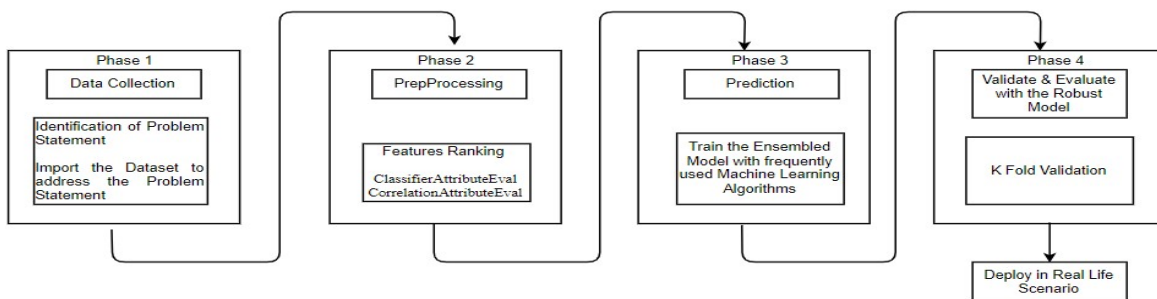 Phase 1
Data Collection
Identification of Problem
Statement
Import the Dataset to
address the Problem
Statement
Phase 2
PrepProcessing
Features Ranking
ClassifierAttributeEval
CorrelationAttributeEval
Phase 3
Prediction
Train the Ensembled
Model with frequently
used Machine Learning
Algorithms
Phase 4
Validate & Evaluate
with the Robust
Model
K Fold Validation
Deploy in Real Life
Scenario